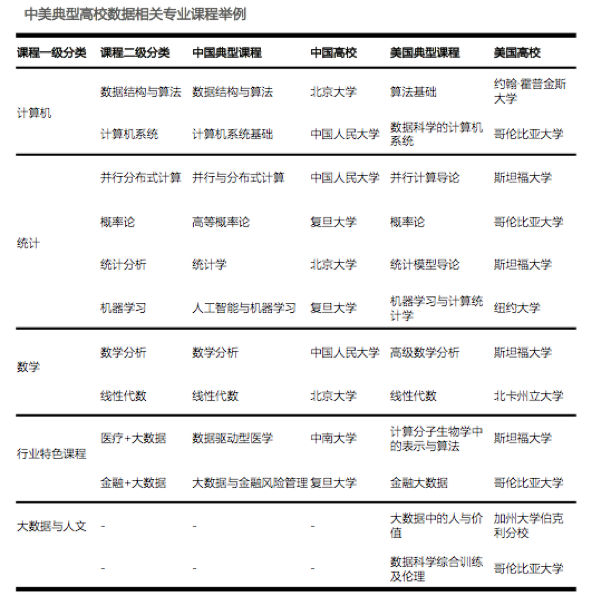 中美典型高校数据相关专业课程举例
课程一级分类 课程二级分类 中国典型课程 中国高校 美国典型课程 美国高校
计算机 数据结构与算法 数据结构与算法 北京大学 算法基础 约翰·霍普金斯大学
计算机系统 计算机系统基础 中国人民大学 数据科学的计算机系统 哥伦比亚大学
统计 并行分布式计算 并行与分布式计算 中国人民大学 并行计算导论 斯坦福大学
概率论 高等概率论 复旦大学 概率论 哥伦比亚大学
统计分析 统计学 北京大学 统计模型导论 斯坦福大学
机器学习 人工智能与机器学习 复旦大学 机器学习与计算统计学 纽约大学
数学 数学分析 数学分析 中国人民大学 高级数学分析 斯坦福大学
线性代数 线性代数 北京大学 线性代数 北卡州立大学
行业特色课程 医疗+大数据 数据驱动型医学 中南大学 计算分子生物学中的表示与算法 斯坦福大学
金融+大数据 大数据与金融风险管理 复旦大学 金融大数据 哥伦比亚大学
大数据与人文 - - - 大数据中的人与价值 加州大学伯克利分校
- - - 数据科学综合训练及伦理 哥伦比亚大学